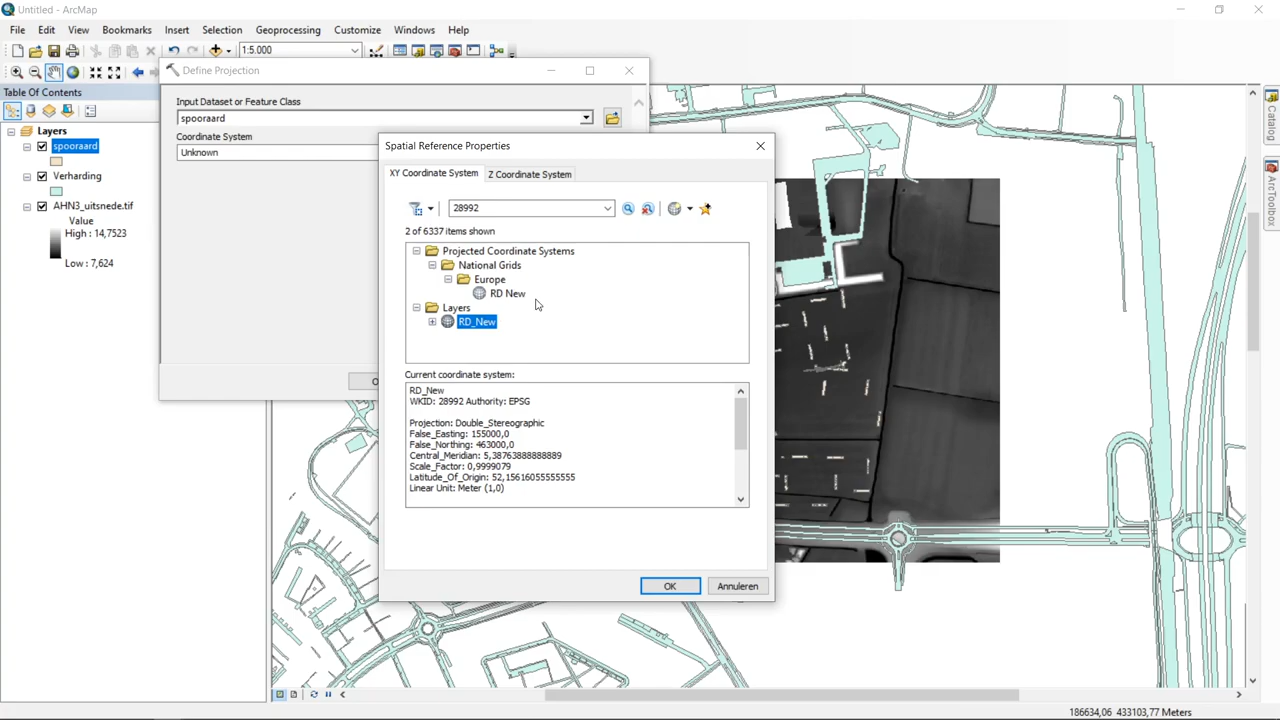 Untitled - ArcMap
File Edit View Bookmarks Insert Selection Geoprocessing Customize Windows Help
1:5.000
Table Of Contents
Layers
spooraard
Verharding
AHN3_uitsnede.tif
Value
High : 14,7523
Low : 7,624
Define Projection
Input Dataset or Feature Class
spooraard
Coordinate System
Unknown
O
Spatial Reference Properties
XY Coordinate System Z Coordinate System
28992
2 of 6337 items shown
Projected Coordinate Systems
National Grids
Europe
RD New
Layers
RD_New
Current coordinate system:
RD_New
WKID: 28992 Authority: EPSG
Projection: Double_Stereographic
False_Easting: 155000,0
False_Northing: 463000,0
Central_Meridian: 5,38763888888889
Scale_Factor: 0,9999079
Latitude_Of_Origin: 52,15616055555555
Linear Unit: Meter (1,0)
OK Annuleren
Catalog
ArcToolbox
186634,06 433103,77 Meters